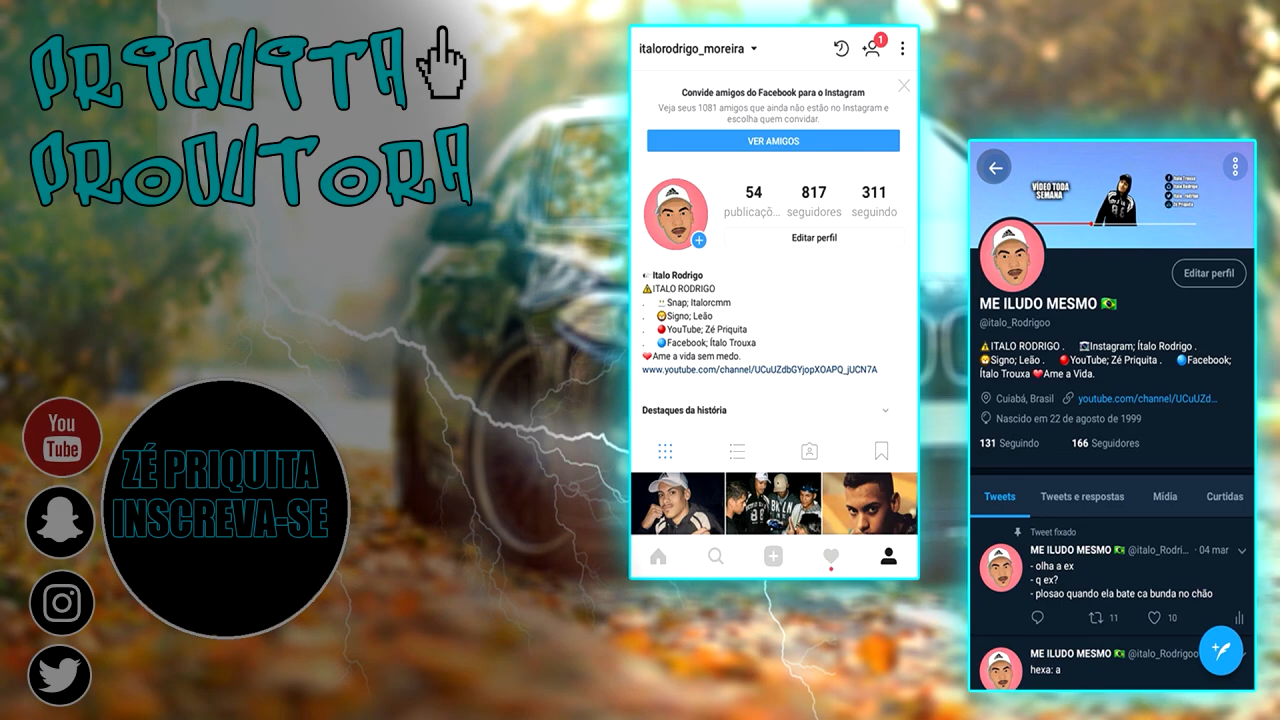 PRIQUITA
PRODUTORA
You
Tube
ZÉ PRIQUITA
INSCREVA-SE
italorodrigo_moreira
1
Convide amigos do Facebook para o Instagram
Veja seus 1081 amigos que ainda não estão no Instagram e
escolha quem convidar.
VER AMIGOS
54 817 311
publicaçõ... seguidores seguindo
Editar perfil
Italo Rodrigo
⚠ITALO RODRIGO
. Snap; Italorcmm
. Signo; Leão
. 🔴YouTube; Zé Priquita
. 🔵Facebook; Ítalo Trouxa
❤Ame a vida sem medo.
www.youtube.com/channel/UCuUZdbGYjopXOAPQ_jUCN7A
Destaques da história
VÍDEO TODA
SEMANA
Editar perfil
ME ILUDO MESMO 🇧🇷
@italo_Rodrigoo
⚠ITALO RODRIGO . 📷Instagram; Ítalo Rodrigo .
🦁Signo; Leão . 🔴YouTube; Zé Priquita . 🔵Facebook;
Ítalo Trouxa ❤Ame a Vida.
Cuiabá, Brasil youtube.com/channel/UCuUZd...
Nascido em 22 de agosto de 1999
131 Seguindo 166 Seguidores
Tweets Tweets e respostas Mídia Curtidas
Tweet fixado
ME ILUDO MESMO 🇧🇷 @italo_Rodri... · 04 mar
- olha a ex
- q ex?
- plosao quando ela bate ca bunda no chão
11 10
ME ILUDO MESMO 🇧🇷 @italo_Rodrigoo
hexa: a